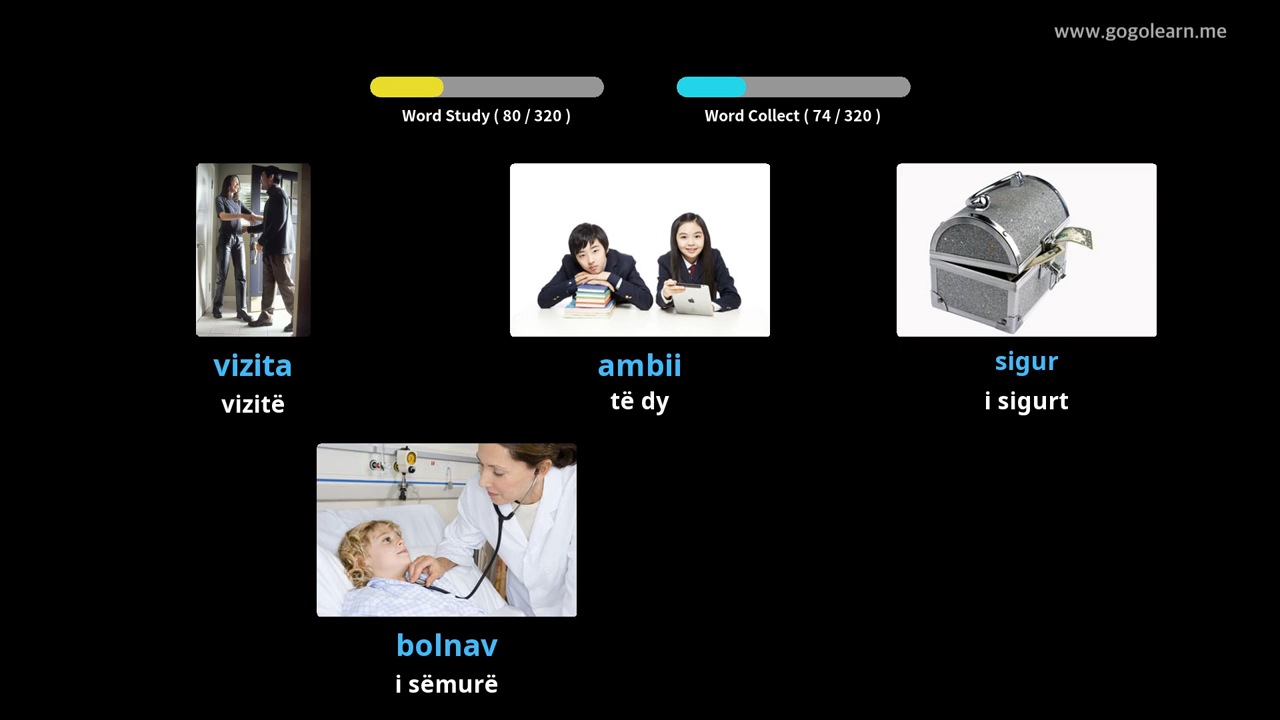 www.gogolearn.me
Word Study ( 80 / 320 )
Word Collect ( 74 / 320 )
vizita
vizitë
ambii
të dy
sigur
i sigurt
bolnav
i sëmurë